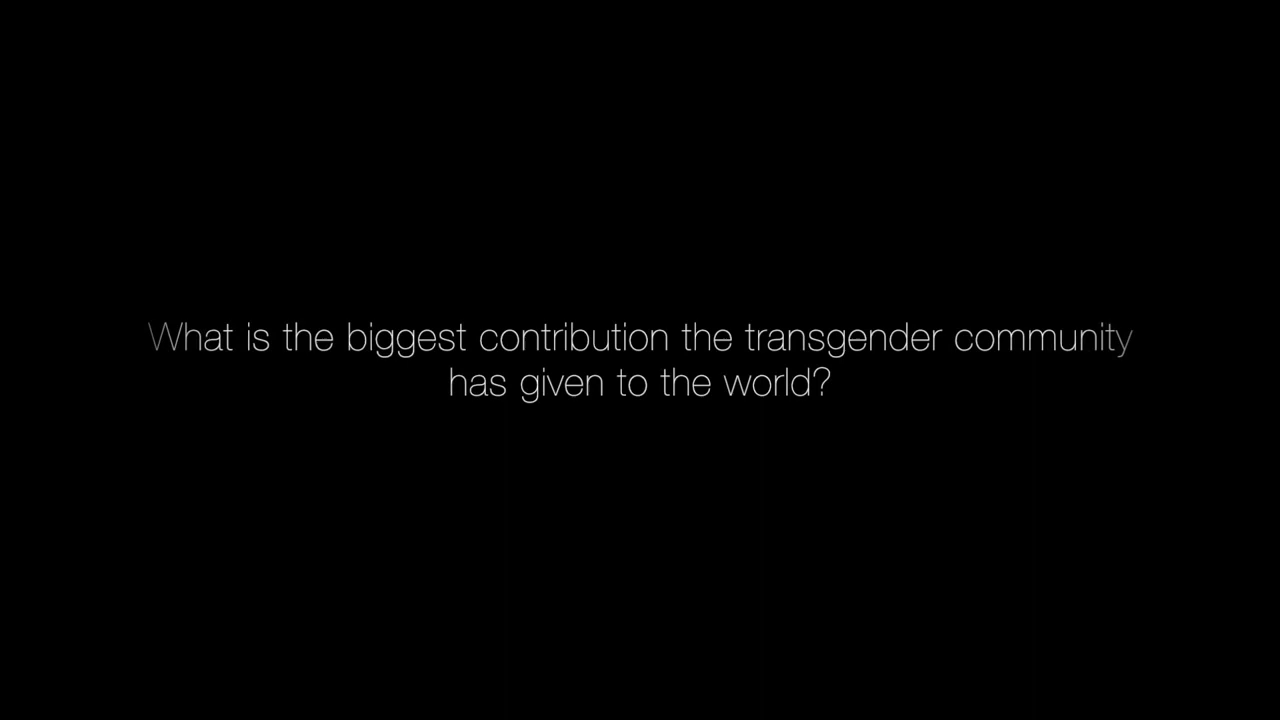 What is the biggest contribution the transgender community
has given to the world?